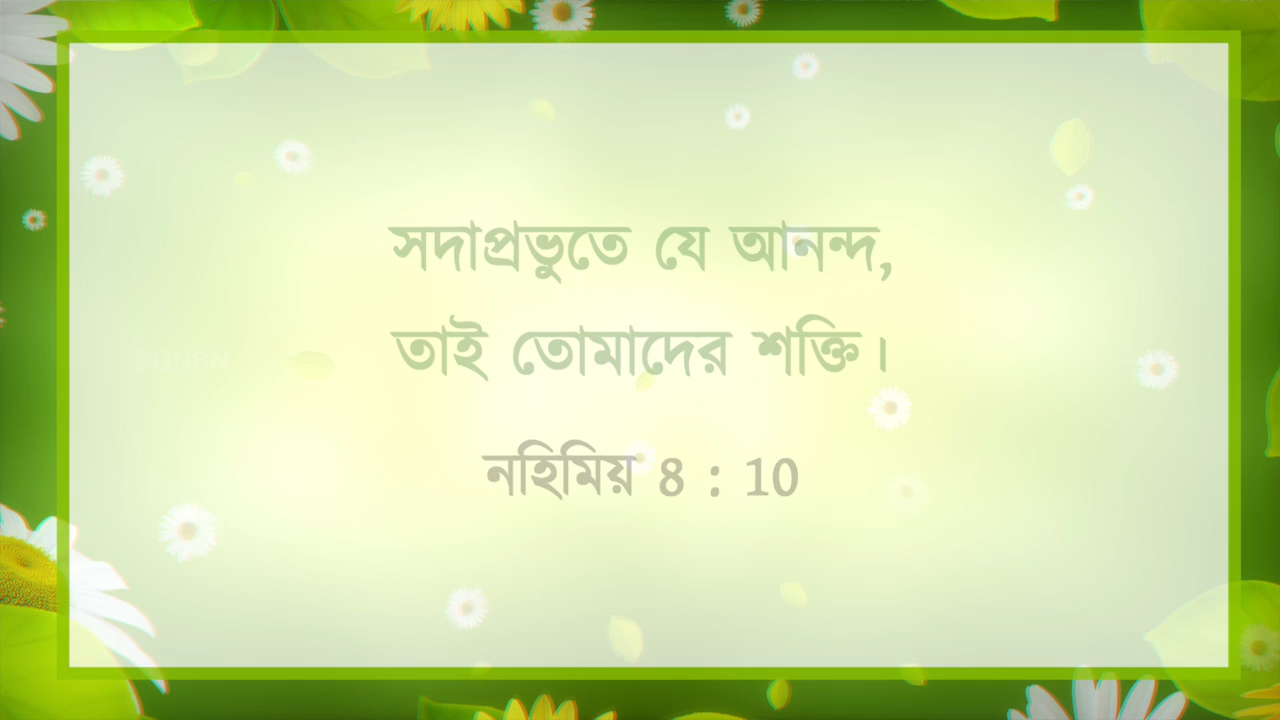 সদাপ্রভুতে যে আনন্দ,
তাই তোমাদের শক্তি।
নহিমিয় 8 : 10